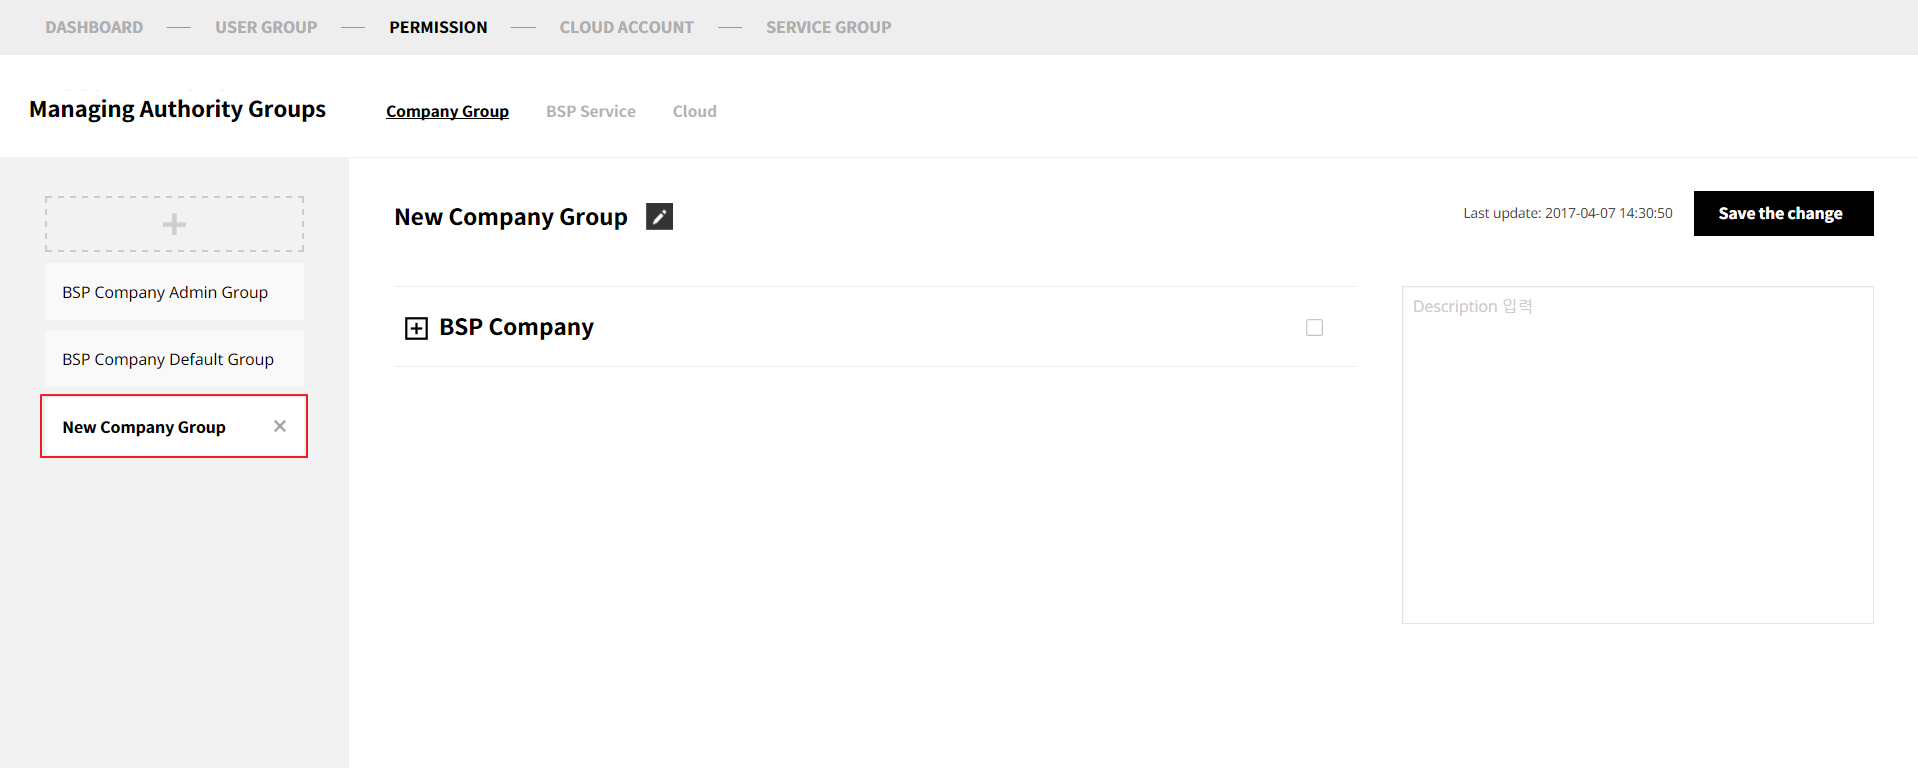 DASHBOARD — USER GROUP — PERMISSION — CLOUD ACCOUNT — SERVICE GROUP
Managing Authority Groups
Company Group BSP Service Cloud
BSP Company Admin Group
BSP Company Default Group
New Company Group
New Company Group
Last update: 2017-04-07 14:30:50
Save the change
BSP Company
Description 입력